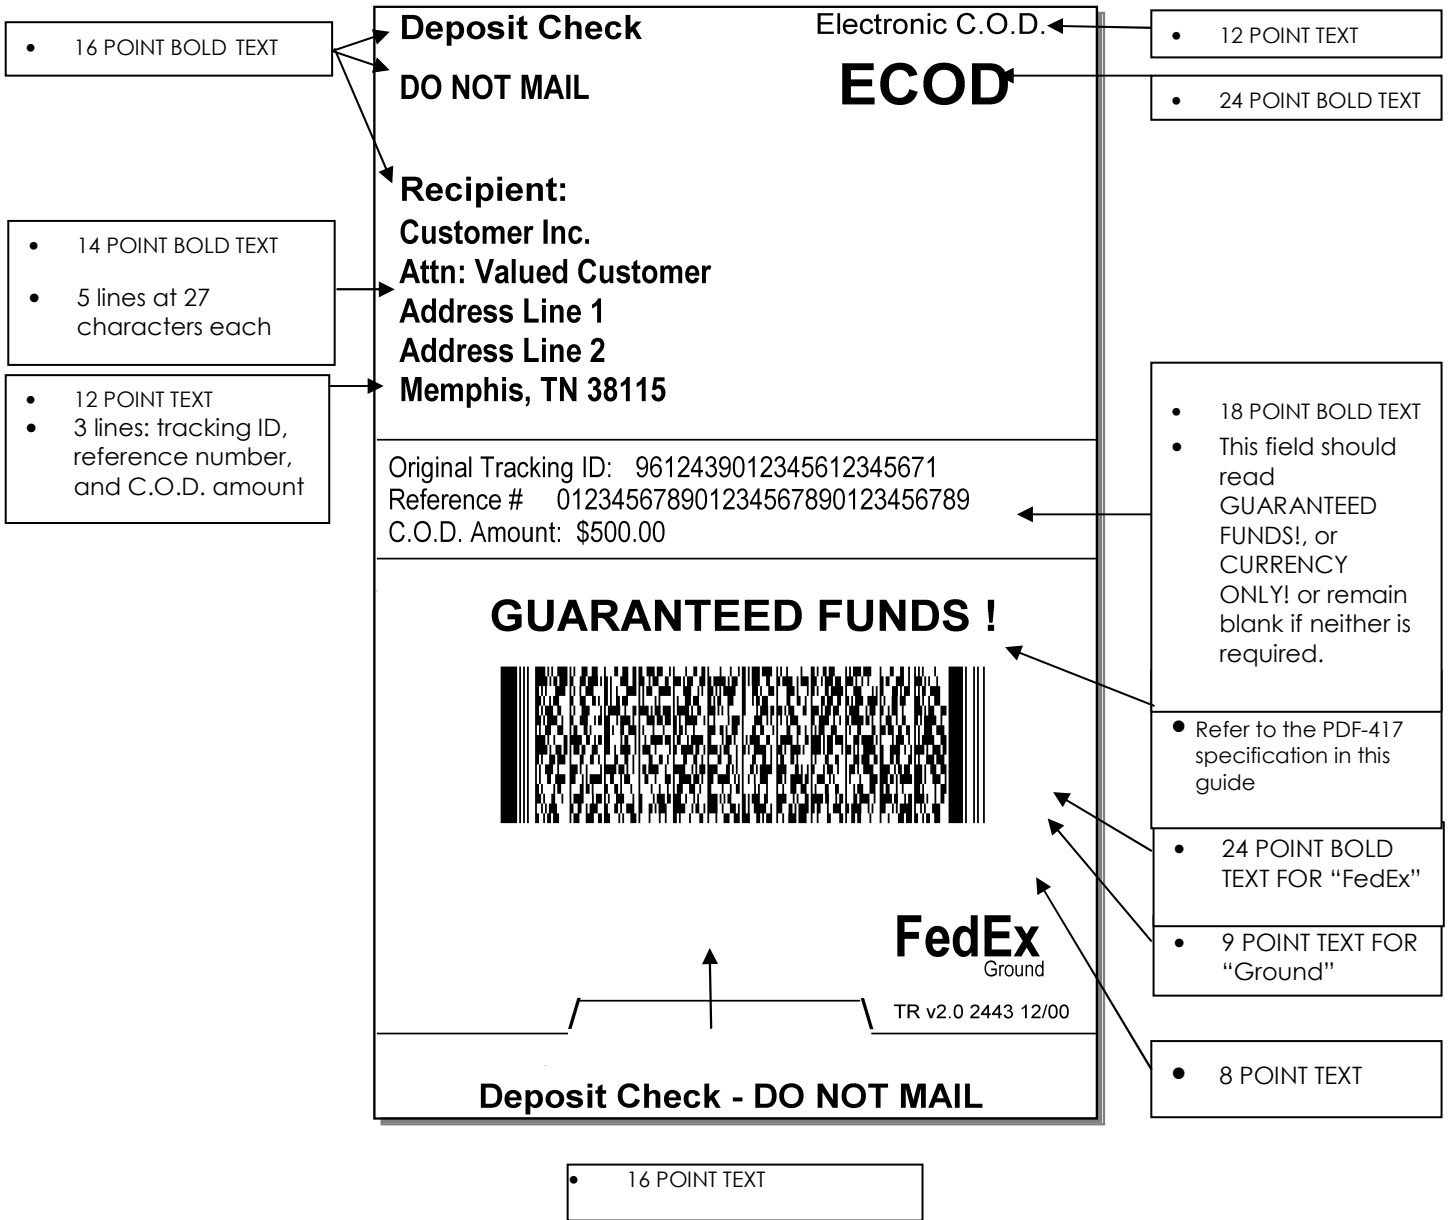 • 16 POINT BOLD TEXT
• 14 POINT BOLD TEXT
• 5 lines at 27
characters each
• 12 POINT TEXT
• 3 lines: tracking ID,
reference number,
and C.O.D. amount
Deposit Check
Electronic C.O.D.
DO NOT MAIL
ECOD
Recipient:
Customer Inc.
Attn: Valued Customer
Address Line 1
Address Line 2
Memphis, TN 38115
Original Tracking ID: 9612439012345612345671
Reference # 012345678901234567890123456789
C.O.D. Amount: $500.00
GUARANTEED FUNDS !
FedEx
Ground
TR v2.0 2443 12/00
Deposit Check - DO NOT MAIL
• 12 POINT TEXT
• 24 POINT BOLD TEXT
• 18 POINT BOLD TEXT
• This field should
read
GUARANTEED
FUNDS!, or
CURRENCY
ONLY! or remain
blank if neither is
required.
• Refer to the PDF-417
specification in this
guide
• 24 POINT BOLD
TEXT FOR “FedEx”
• 9 POINT TEXT FOR
“Ground”
• 8 POINT TEXT
• 16 POINT TEXT